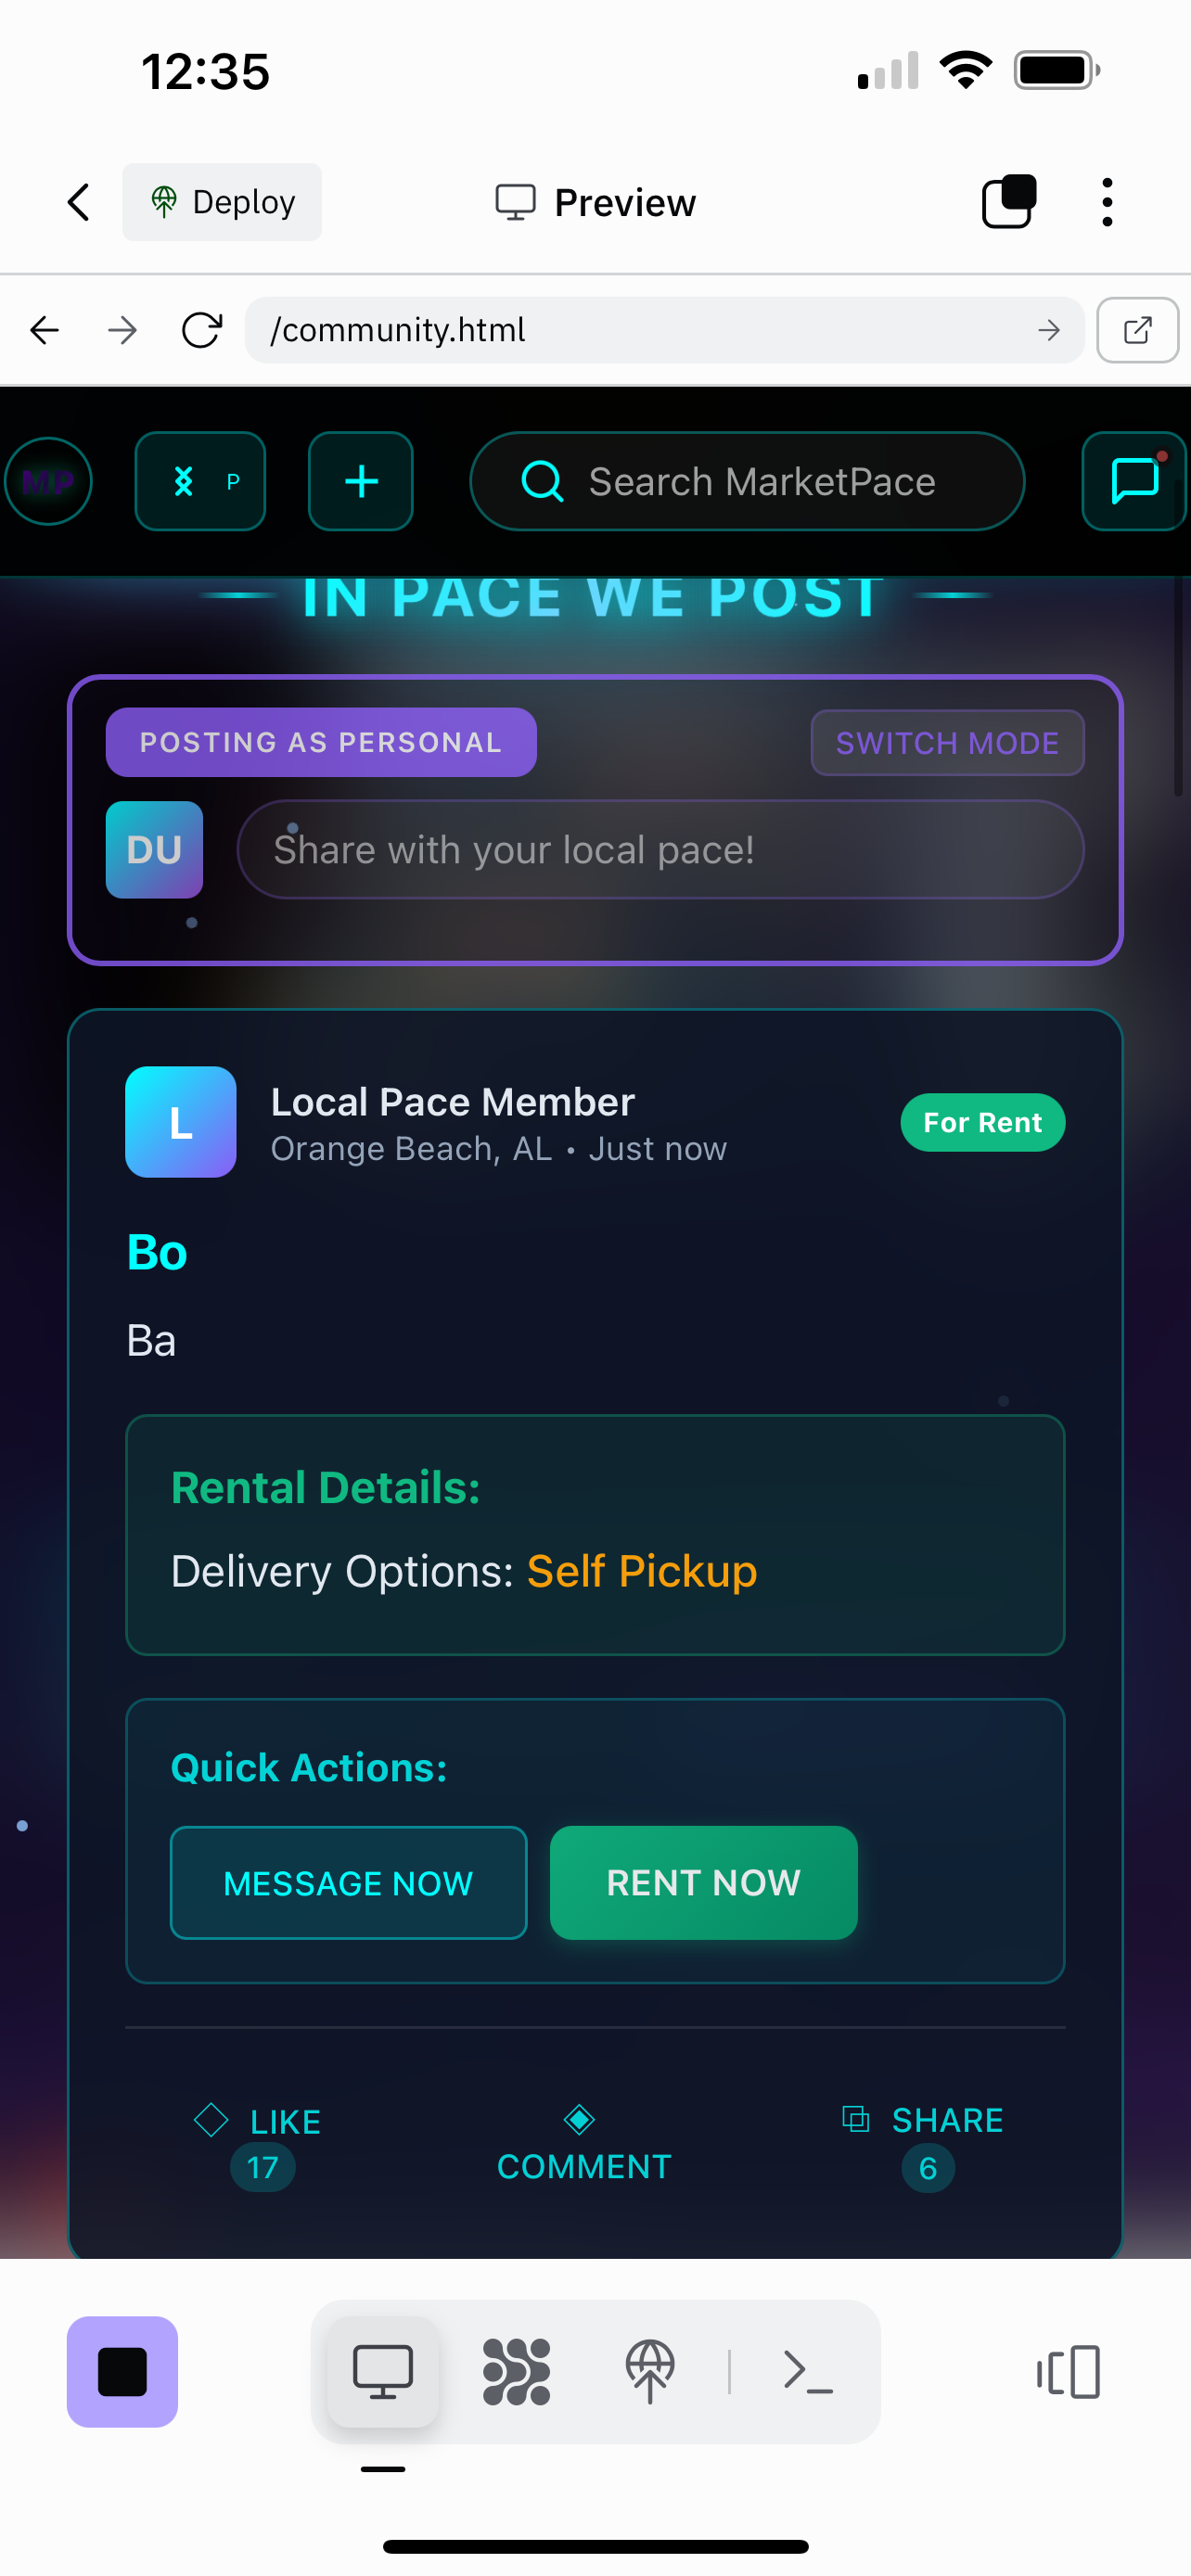 12:35
Deploy
Preview
/community.html
MP
P
Search MarketPace
IN PACE WE POST
POSTING AS PERSONAL
SWITCH MODE
DU
Share with your local pace!
L
Local Pace Member
For Rent
Orange Beach, AL • Just now
Bo
Ba
Rental Details:
Delivery Options: Self Pickup
Quick Actions:
MESSAGE NOW
RENT NOW
LIKE
SHARE
COMMENT
17
6